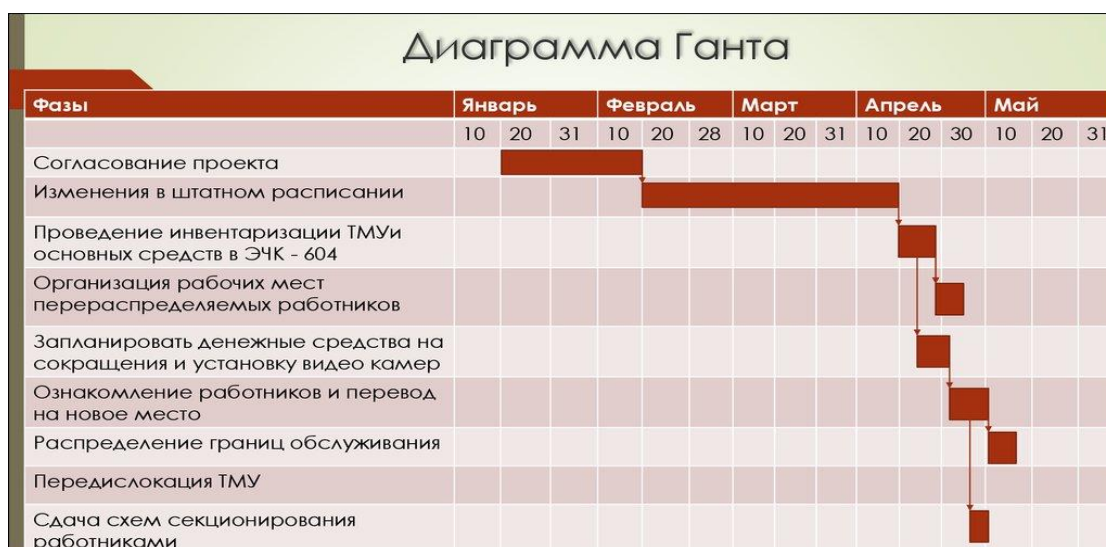 Диаграмма Ганта
Фазы Январь Февраль Март Апрель Май
10 20 31 10 20 28 10 20 31 10 20 30 10 20 31
Согласование проекта
Изменения в штатном расписании
Проведение инвентаризации ТМУи
основных средств в ЭЧК - 604
Организация рабочих мест
перераспределяемых работников
Запланировать денежные средства на
сокращения и установку видео камер
Ознакомление работников и перевод
на новое место
Распределение границ обслуживания
Передислокация ТМУ
Сдача схем секционирования
работниками